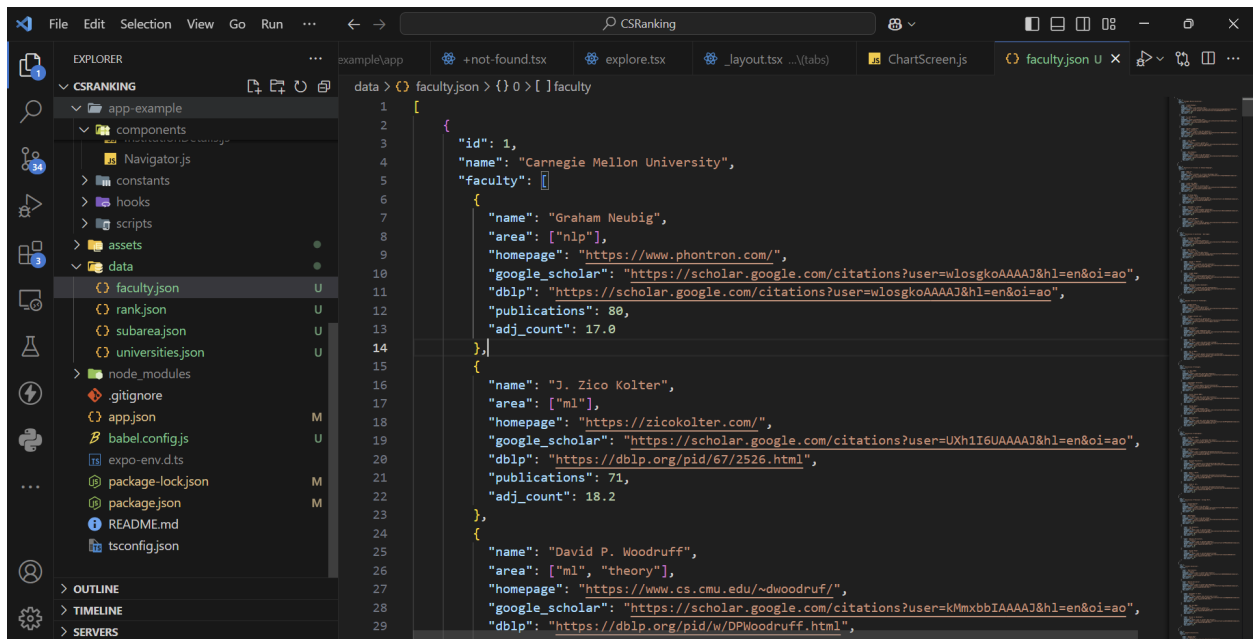 File Edit Selection View Go Run ··· CSRanking
EXPLORER ···
CSRANKING
app-example
components
Navigator.js
constants
hooks
scripts
assets
data
faculty.json U
rank.json U
subarea.json U
universities.json U
node_modules
.gitignore
app.json M
babel.config.js U
expo-env.d.ts
package-lock.json M
package.json M
README.md
tsconfig.json
OUTLINE
TIMELINE
SERVERS
1
34
3
example\app +not-found.tsx explore.tsx _layout.tsx ...\(tabs) ChartScreen.js faculty.json U
data > {} faculty.json > {} 0 > [ ] faculty
1 [
2 {
3 "id": 1,
4 "name": "Carnegie Mellon University",
5 "faculty": [
6 {
7 "name": "Graham Neubig",
8 "area": ["nlp"],
9 "homepage": "https://www.phontron.com/",
10 "google_scholar": "https://scholar.google.com/citations?user=wlosgkoAAAAJ&hl=en&oi=ao",
11 "dblp": "https://scholar.google.com/citations?user=wlosgkoAAAAJ&hl=en&oi=ao",
12 "publications": 80,
13 "adj_count": 17.0
14 },
15 {
16 "name": "J. Zico Kolter",
17 "area": ["ml"],
18 "homepage": "https://zicokolter.com/",
19 "google_scholar": "https://scholar.google.com/citations?user=UXh1I6UAAAAJ&hl=en&oi=ao",
20 "dblp": "https://dblp.org/pid/67/2526.html",
21 "publications": 71,
22 "adj_count": 18.2
23 },
24 {
25 "name": "David P. Woodruff",
26 "area": ["ml", "theory"],
27 "homepage": "https://www.cs.cmu.edu/~dwoodruf/",
28 "google_scholar": "https://scholar.google.com/citations?user=kMmxbbIAAAAJ&hl=en&oi=ao",
29 "dblp": "https://dblp.org/pid/w/DPWoodruff.html",